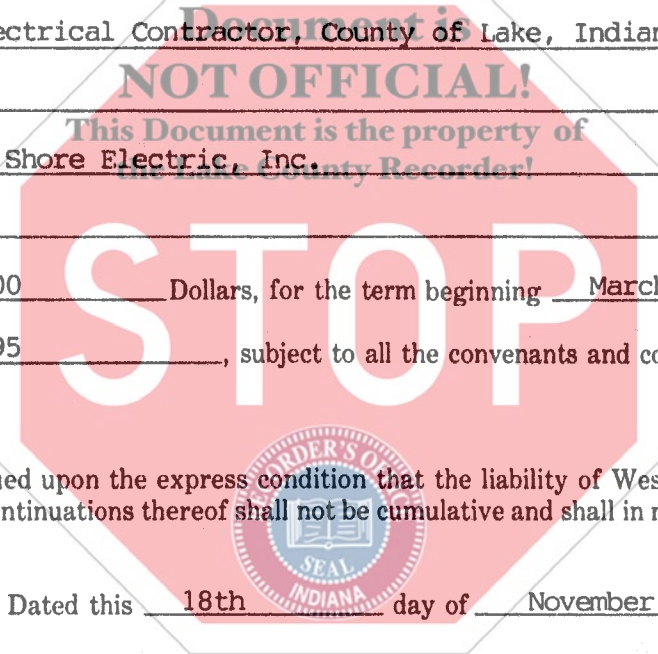 Document is
ectrical Contractor, County of Lake, Indian
NOT OFFICIAL!
This Document is the property of
Shore Electric, Inc.
the Lake County Recorder!
STOP
00 Dollars, for the term beginning March
95, subject to all the convenants and co
ued upon the express condition that the liability of Wes
ntinuations thereof shall not be cumulative and shall in n
RECORDER'S OFFIC
SEAL
INDIANA
Dated this 18th day of November